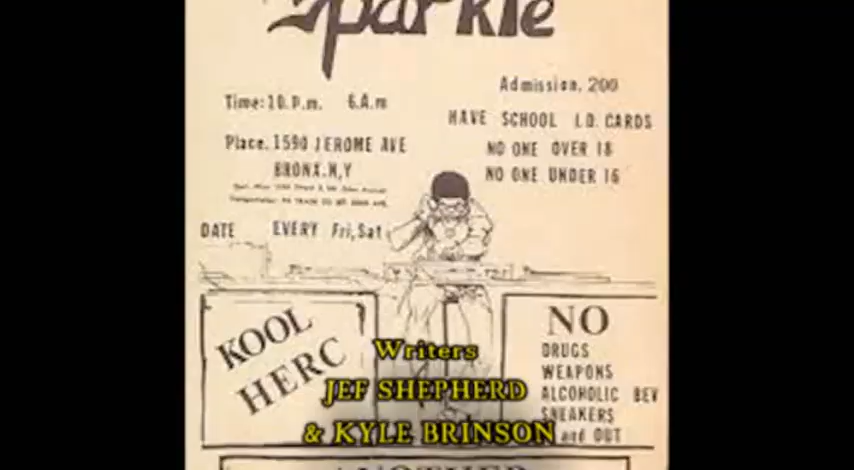 Sparkle
Admission. 200
Time:10.P.m. 6.A.m
HAVE SCHOOL I.D. CARDS
Place. 1590 JEROME AVE
NO ONE OVER 18
BRONX.N,Y
NO ONE UNDER 16
DATE EVERY Fri,Sat
KOOL
HERC
NO
DRUGS
WEAPONS
ALCOHOLIC BEV
SNEAKERS
and OUT
Writers
JEF SHEPHERD
& KYLE BRINSON